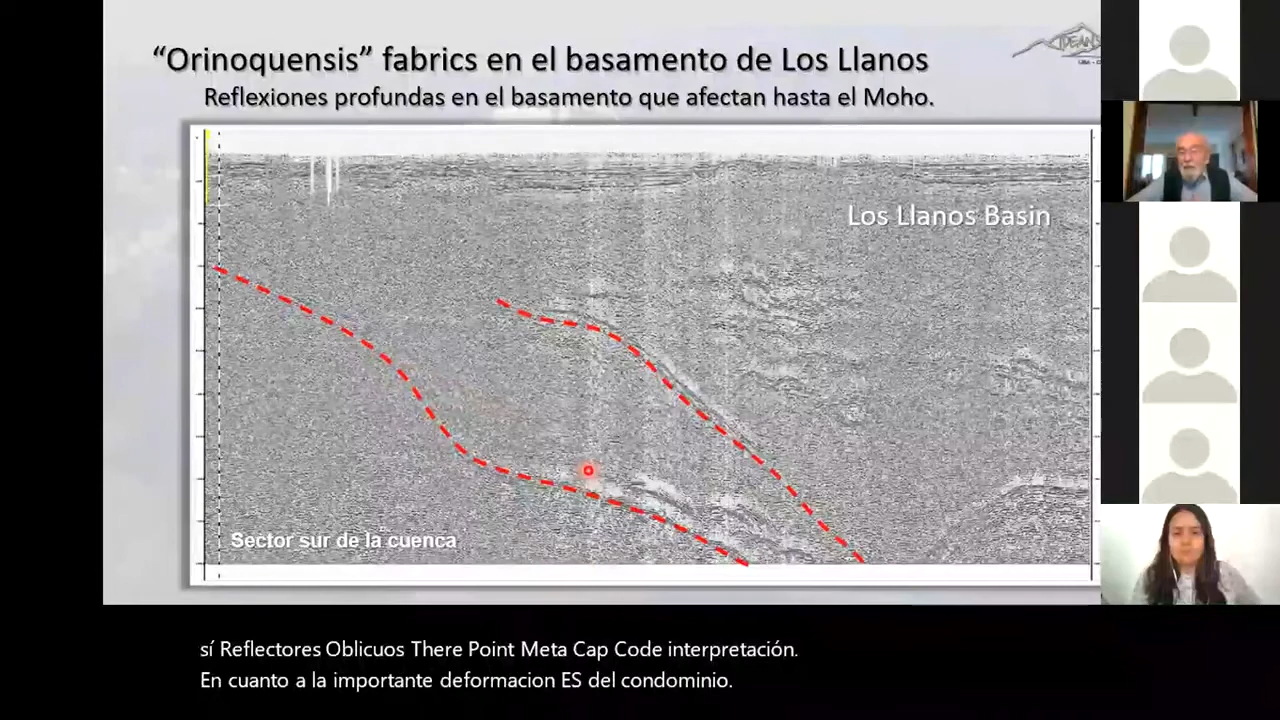 “Orinoquensis” fabrics en el basamento de Los Llanos
Reflexiones profundas en el basamento que afectan hasta el Moho.
Los Llanos Basin
Sector sur de la cuenca
sí Reflectores Oblicuos There Point Meta Cap Code interpretación.
En cuanto a la importante deformacion ES del condominio.